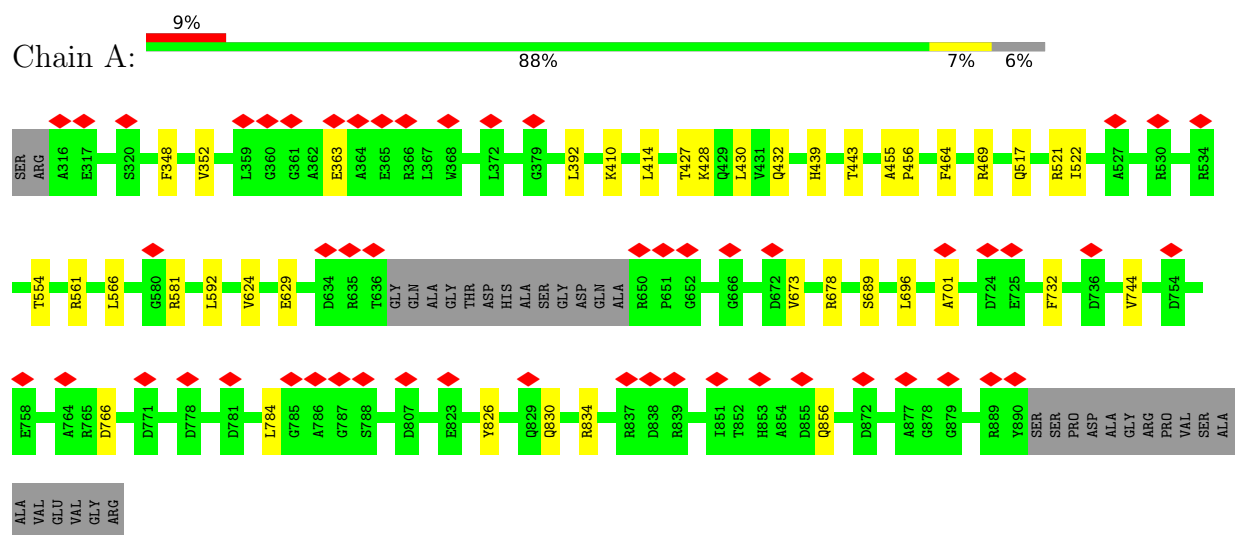 9%
Chain A:
88% 7% 6%
SER ARG A316 E317 S320 F348 V352 L359 G360 G361 A362 E363 A364 E365 R366 L367 W368 L372 G379 L392 K410 L414 T427 K428 Q429 L430 V431 Q432 H439 T443 A455 P456 F464 R469 Q517 R521 I522 A527 R530 R534
T554 R561 L566 G580 R581 L592 V624 E629 D634 R635 T636 GLY GLN ALA GLY THR ASP HIS ALA SER GLY ASP GLN ALA R650 P651 G652 G666 D672 V673 R678 S689 L696 A701 D724 E725 F732 D736 V744 D754
E758 A764 R765 D766 D771 D778 D781 L784 G785 A786 G787 S788 D807 E823 Y826 Q829 Q830 R834 R837 D838 R839 I851 T852 H853 A854 D855 Q856 D872 A877 G878 G879 R889 Y890 SER SER PRO ASP ALA GLY ARG PRO VAL SER ALA
ALA VAL GLU VAL GLY ARG